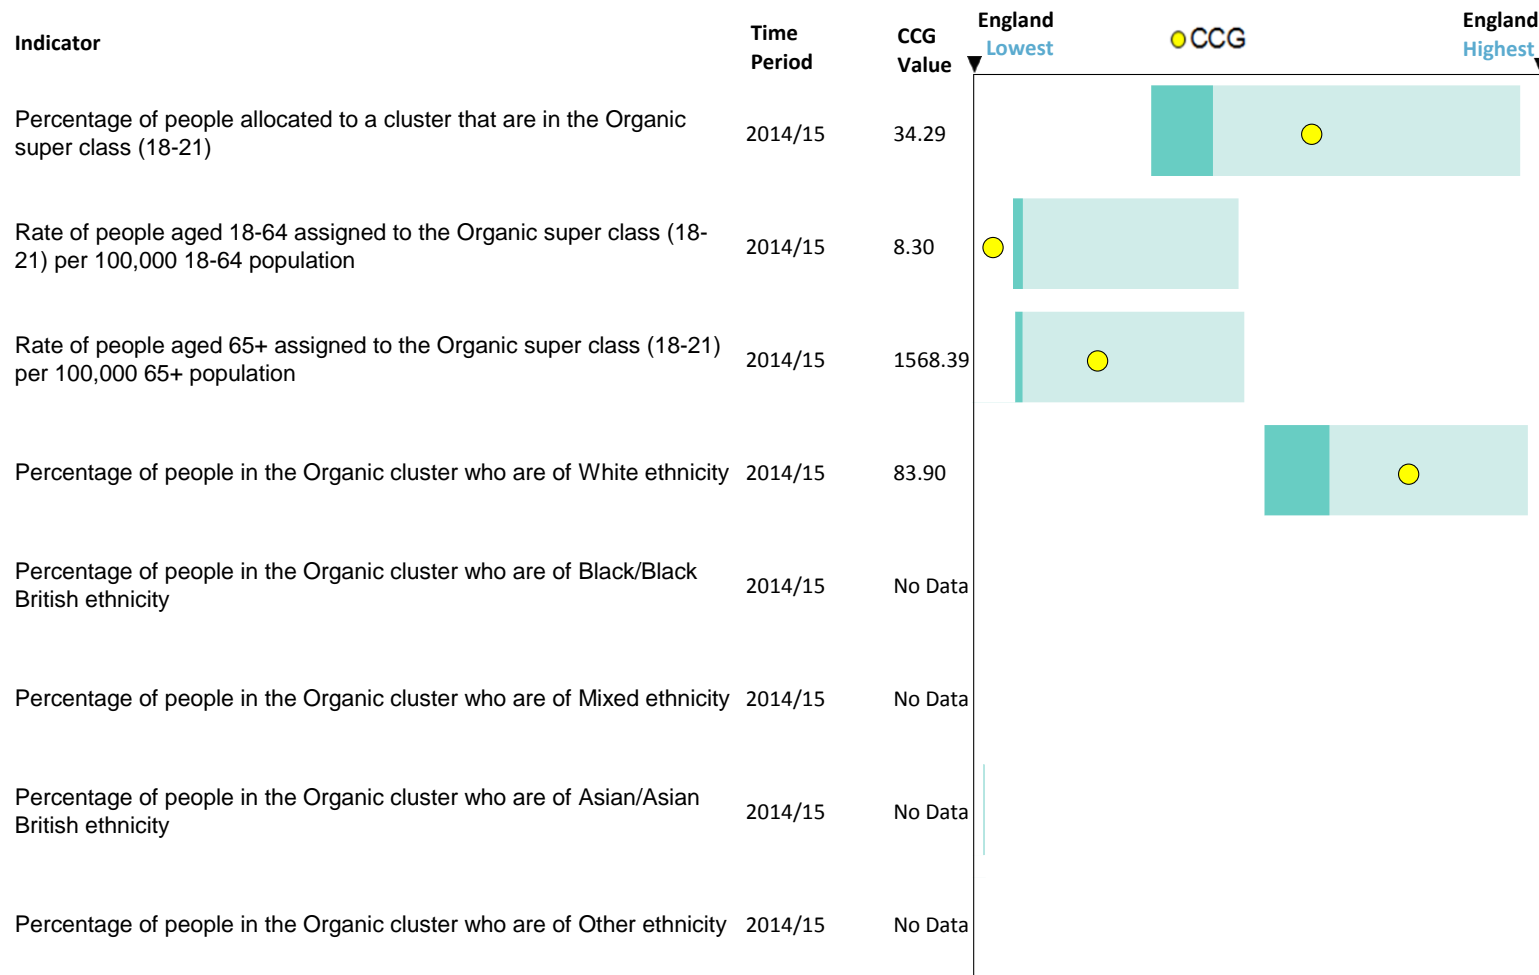 Indicator
Time
Period
CCG
Value
England
Lowest
CCG
England
Highest
Percentage of people allocated to a cluster that are in the Organic
super class (18-21)
2014/15
34.29
Rate of people aged 18-64 assigned to the Organic super class (18-
21) per 100,000 18-64 population
2014/15
8.30
Rate of people aged 65+ assigned to the Organic super class (18-21)
per 100,000 65+ population
2014/15
1568.39
Percentage of people in the Organic cluster who are of White ethnicity
2014/15
83.90
Percentage of people in the Organic cluster who are of Black/Black
British ethnicity
2014/15
No Data
Percentage of people in the Organic cluster who are of Mixed ethnicity
2014/15
No Data
Percentage of people in the Organic cluster who are of Asian/Asian
British ethnicity
2014/15
No Data
Percentage of people in the Organic cluster who are of Other ethnicity
2014/15
No Data